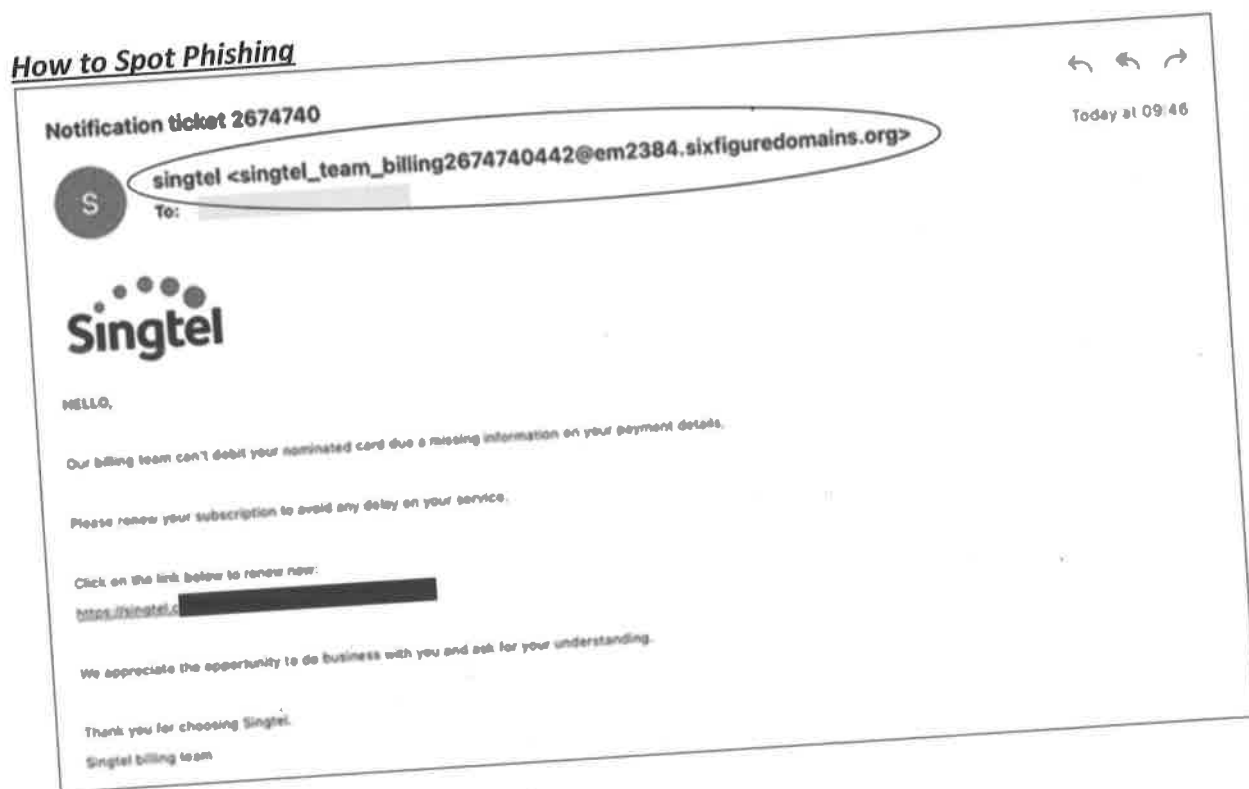 How to Spot Phishing
Notification ticket 2674740
Today at 09:46
singtel <singtel_team_billing2674740442@em2384.sixfiguredomains.org>
S
To:
Singtel
HELLO,
Our billing team can't debit your nominated card due a missing information on your payment details.
Please renew your subscription to avoid any delay on your service.
Click on the link below to renew now:
https://singtel.c
We appreciate the opportunity to do business with you and ask for your understanding.
Thank you for choosing Singtel.
Singtel billing team